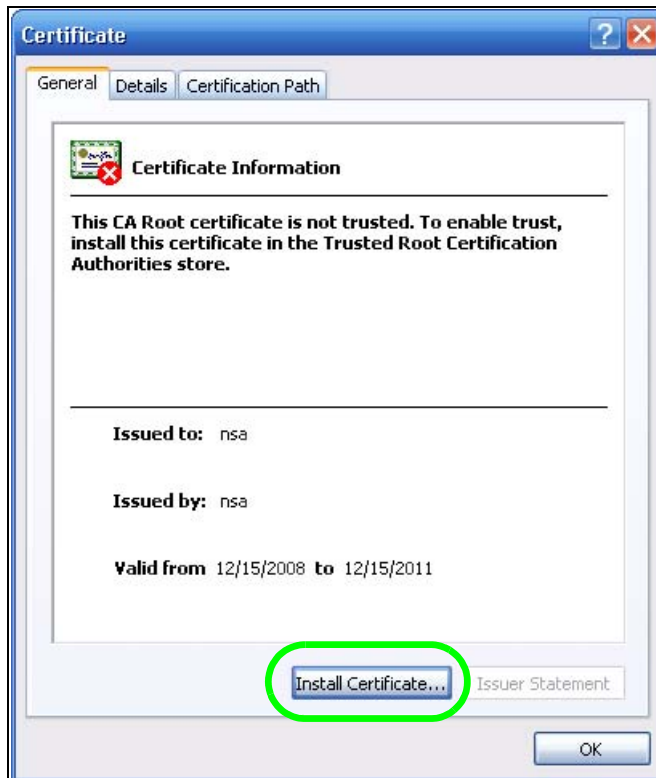 Certificate
General Details Certification Path
Certificate Information
This CA Root certificate is not trusted. To enable trust,
install this certificate in the Trusted Root Certification
Authorities store.
Issued to: nsa
Issued by: nsa
Valid from 12/15/2008 to 12/15/2011
Install Certificate... Issuer Statement
OK